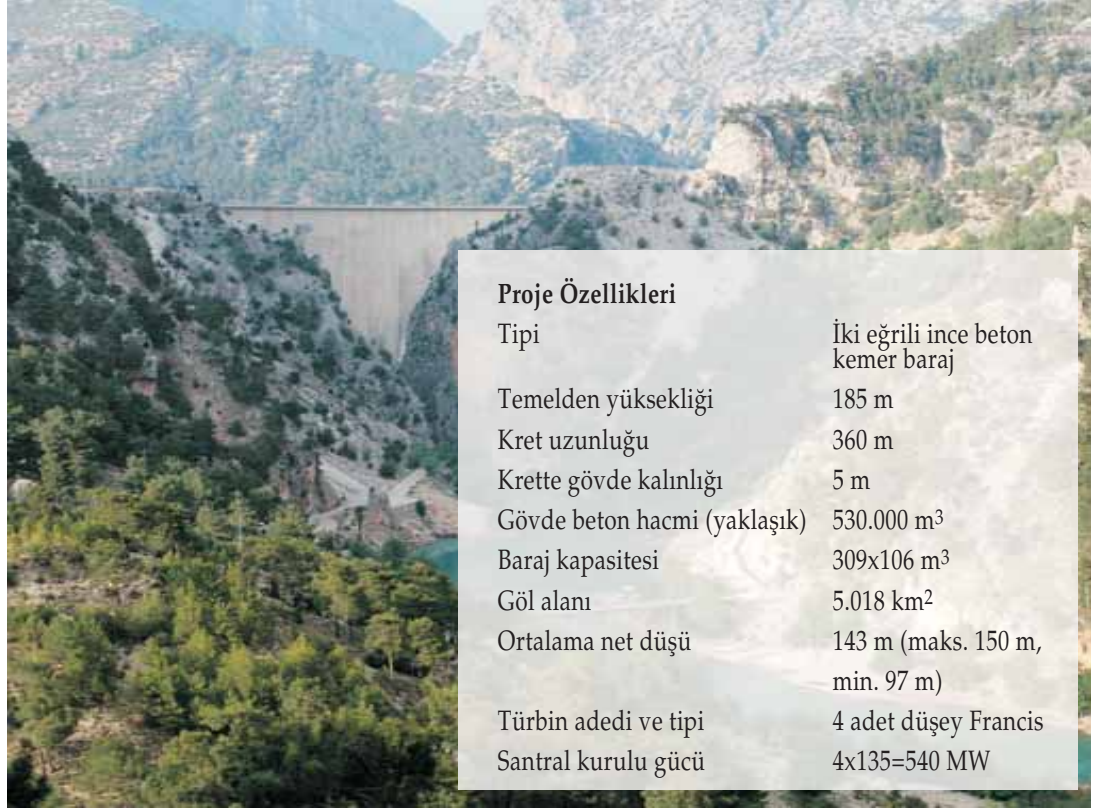 Proje Özellikleri
Tipi İki eğrili ince beton
kemer baraj
Temelden yüksekliği 185 m
Kret uzunluğu 360 m
Krette gövde kalınlığı 5 m
Gövde beton hacmi (yaklaşık) 530.000 m³
Baraj kapasitesi 309x106 m³
Göl alanı 5.018 km²
Ortalama net düşü 143 m (maks. 150 m,
min. 97 m)
Türbin adedi ve tipi 4 adet düşey Francis
Santral kurulu gücü 4x135=540 MW